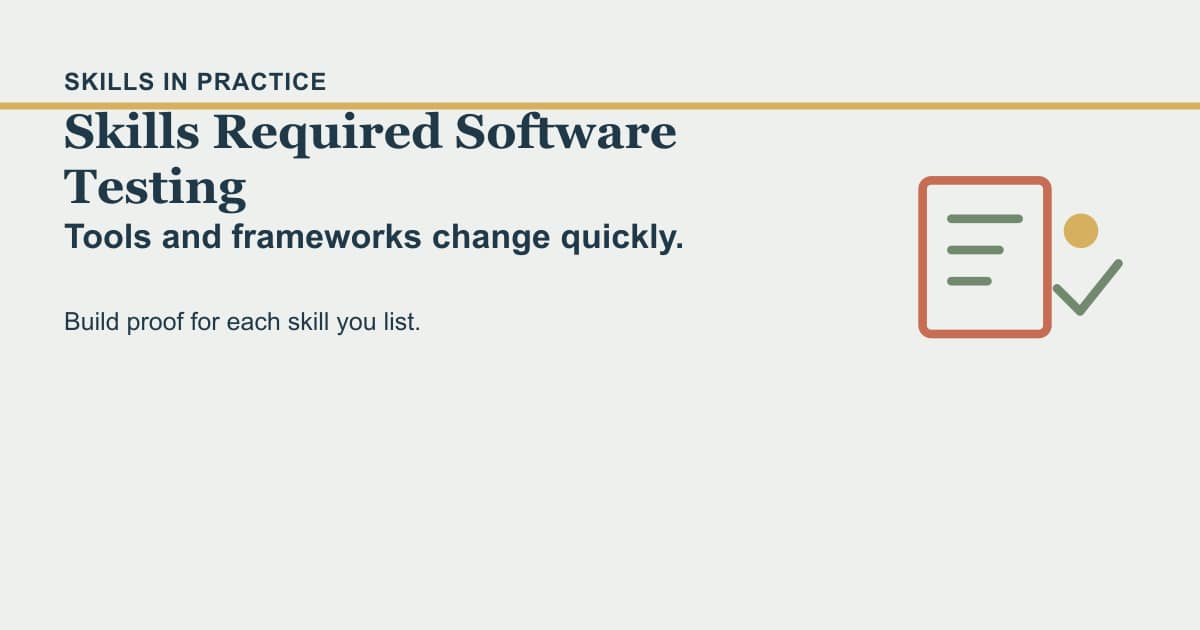 SKILLS IN PRACTICE
Skills Required Software
Testing
Tools and frameworks change quickly.
Build proof for each skill you list.